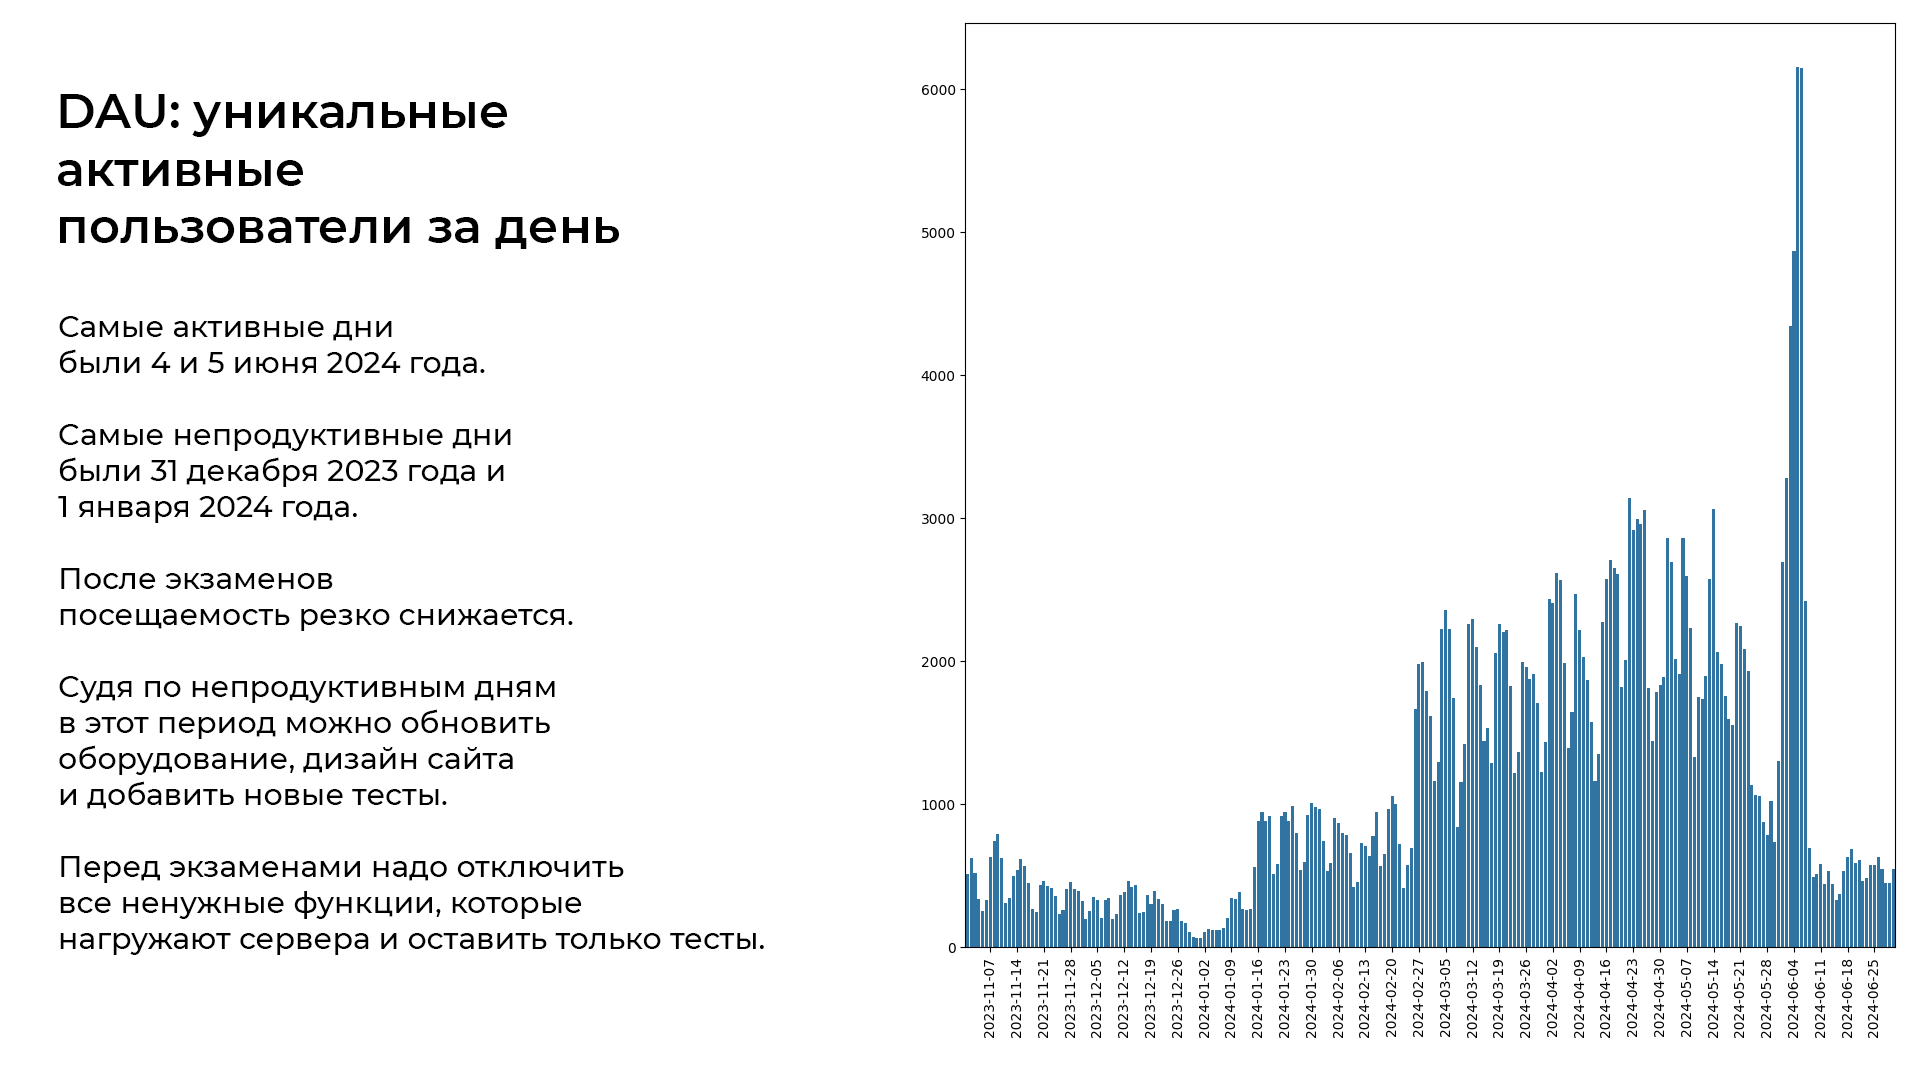 DAU: уникальные
активные
пользователи за день
Самые активные дни
были 4 и 5 июня 2024 года.
Самые непродуктивные дни
были 31 декабря 2023 года и
1 января 2024 года.
После экзаменов
посещаемость резко снижается.
Судя по непродуктивным дням
в этот период можно обновить
оборудование, дизайн сайта
и добавить новые тесты.
Перед экзаменами надо отключить
все ненужные функции, которые
нагружают сервера и оставить только тесты.
6000
5000
4000
3000
2000
1000
0
2023-11-07
2023-11-14
2023-11-21
2023-11-28
2023-12-05
2023-12-12
2023-12-19
2023-12-26
2024-01-02
2024-01-09
2024-01-16
2024-01-23
2024-01-30
2024-02-06
2024-02-13
2024-02-20
2024-02-27
2024-03-05
2024-03-12
2024-03-19
2024-03-26
2024-04-02
2024-04-09
2024-04-16
2024-04-23
2024-04-30
2024-05-07
2024-05-14
2024-05-21
2024-05-28
2024-06-04
2024-06-11
2024-06-18
2024-06-25